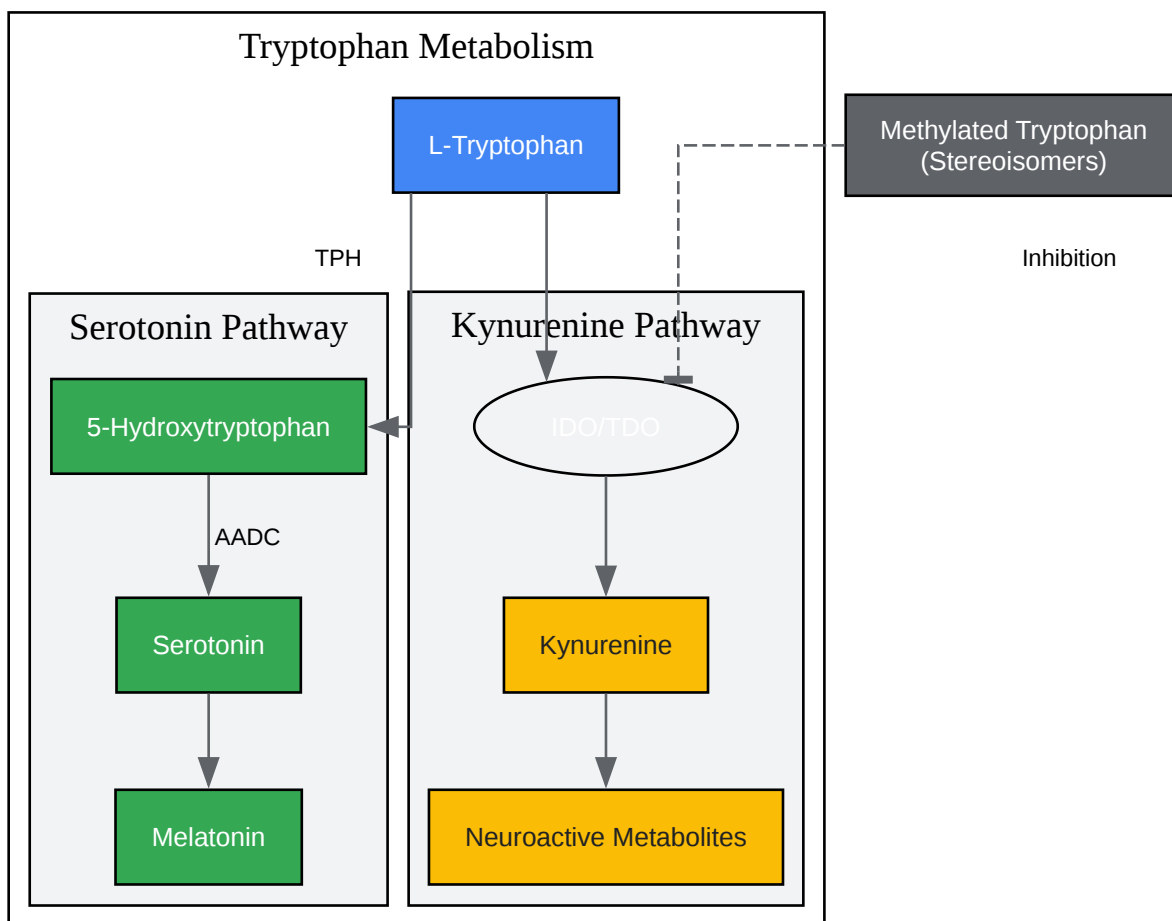 Tryptophan Metabolism
L-Tryptophan
Methylated Tryptophan
(Stereoisomers)
TPH
Inhibition
Serotonin Pathway
Kynurenine Pathway
5-Hydroxytryptophan
IDO/TDO
AADC
Serotonin
Kynurenine
Melatonin
Neuroactive Metabolites